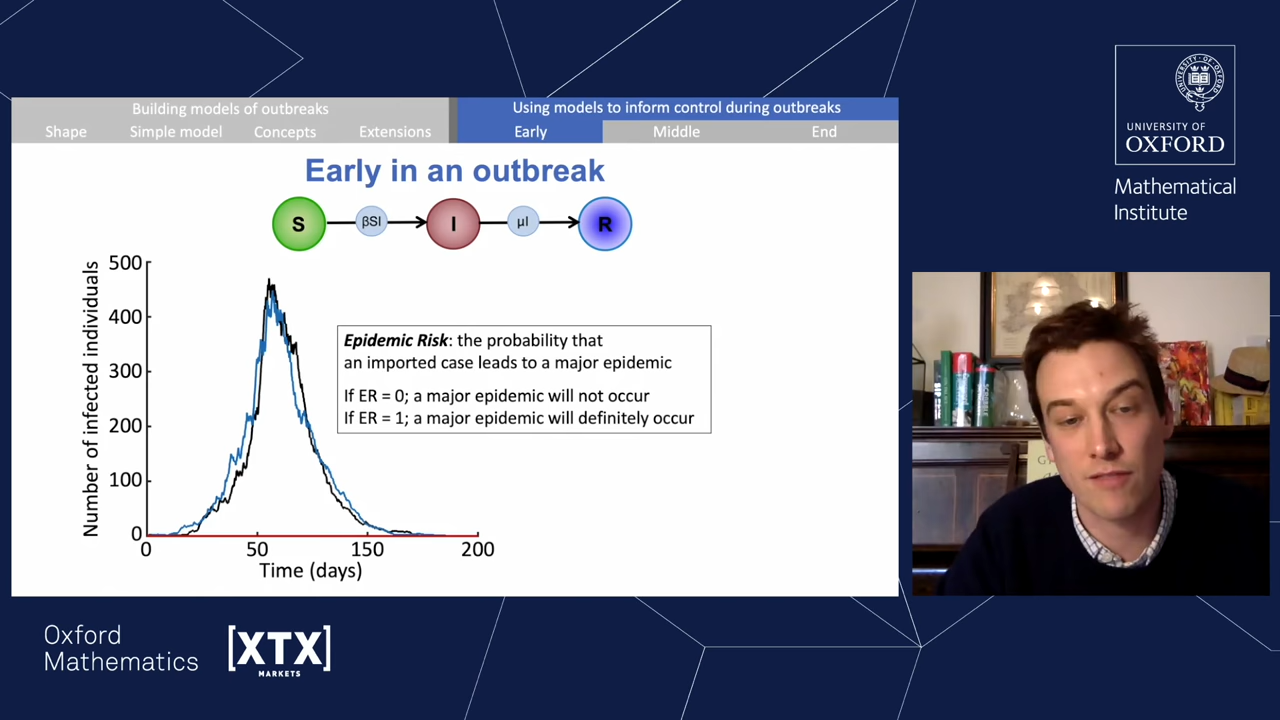 Building models of outbreaks
Using models to inform control during outbreaks
Shape
Simple model
Concepts
Extensions
Early
Middle
End
Early in an outbreak
S
βSI
I
μI
R
Number of infected individuals
500
400
300
200
100
0
0
50
150
200
Time (days)
Epidemic Risk: the probability that
an imported case leads to a major epidemic
If ER = 0; a major epidemic will not occur
If ER = 1; a major epidemic will definitely occur
UNIVERSITY OF
OXFORD
Mathematical
Institute
Oxford
Mathematics
[XTX]
MARKETS